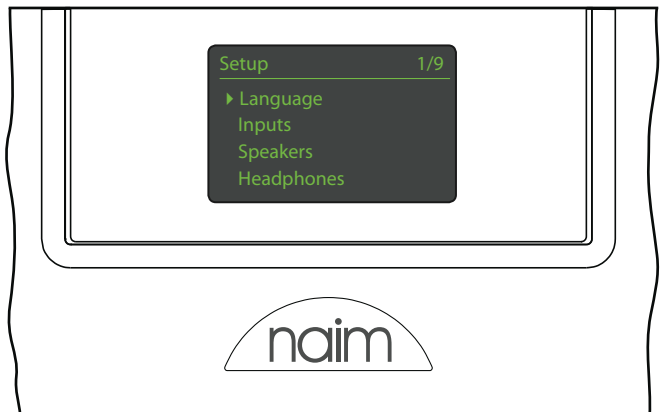 Setup 1/9
Language
Inputs
Speakers
Headphones
naim